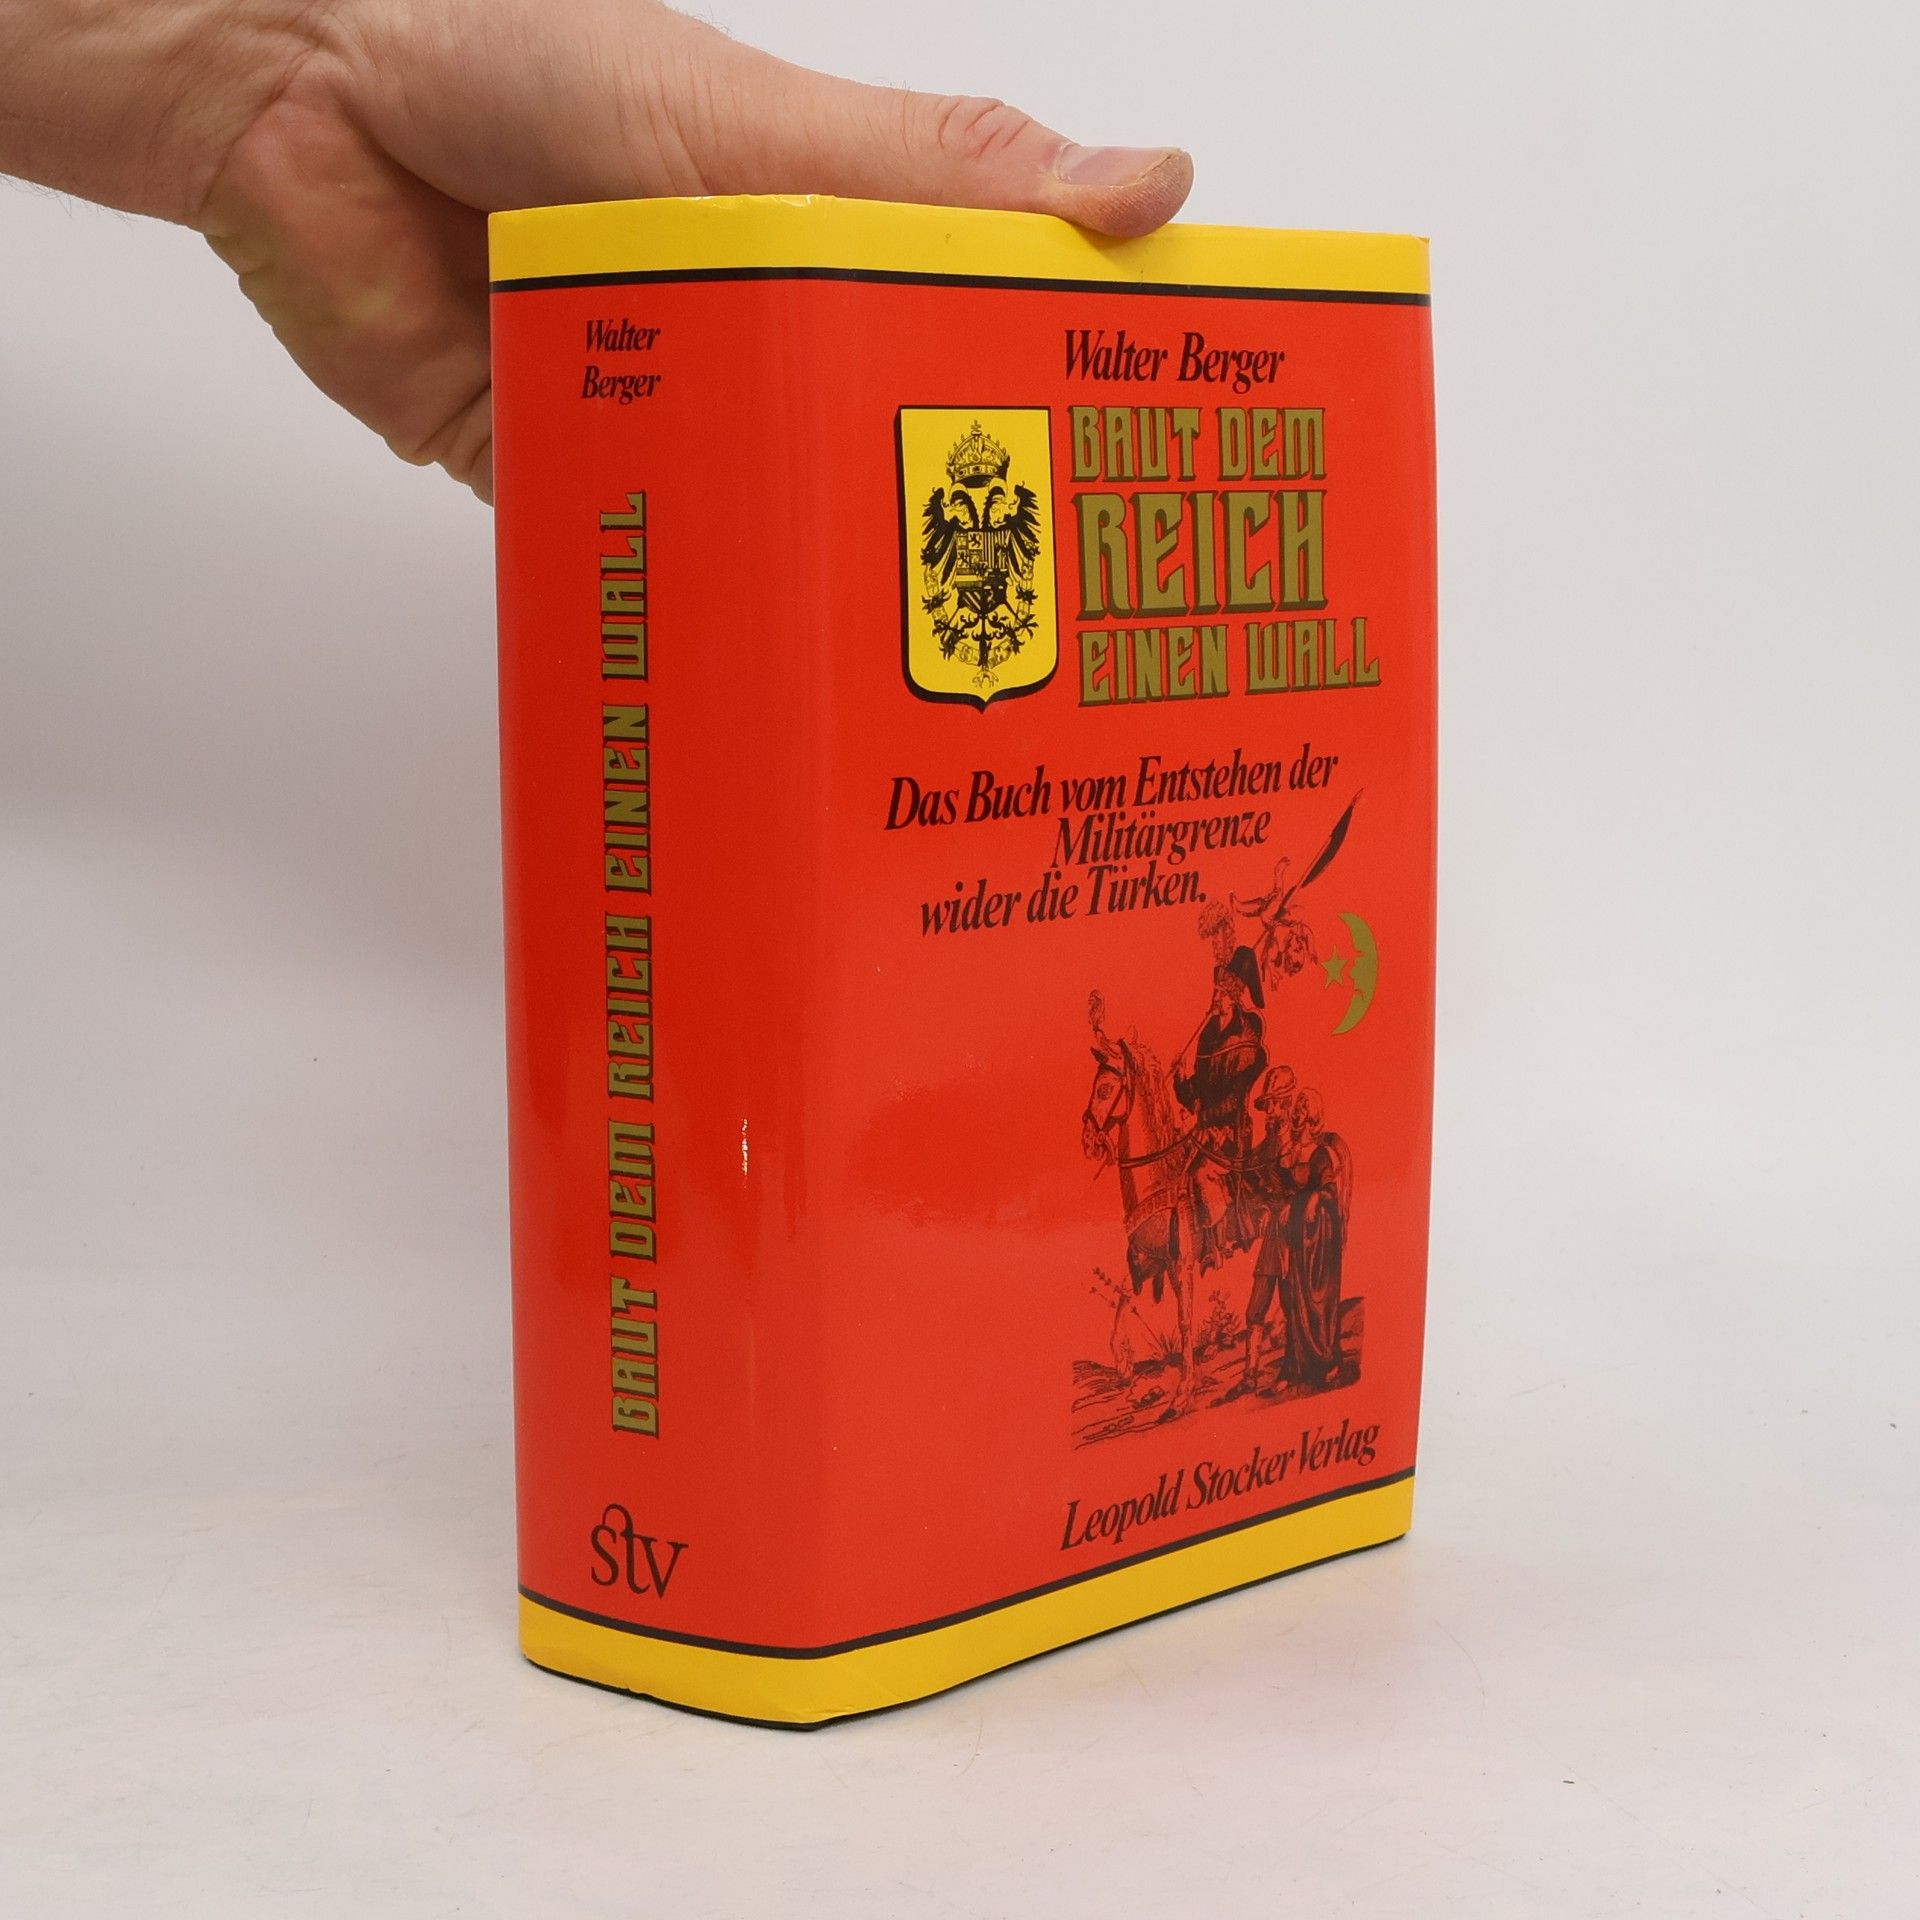 Walter
Berger
BAUT DEM REICH EINEN WALL
stv
Walter Berger
BAUT DEM
REICH
EINEN WALL
Das Buch vom Entstehen der
Militärgrenze
wider die Türken.
Leopold Stocker Verlag